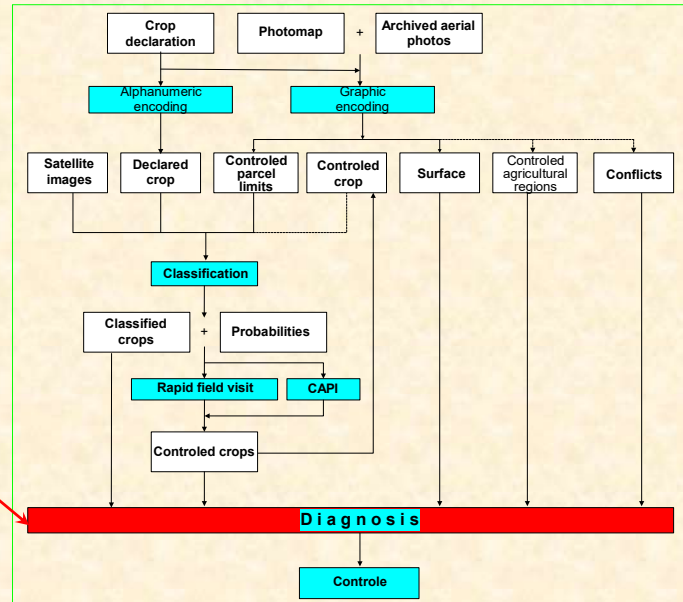 Crop
declaration
Photomap
+
Archived aerial
photos
Alphanumeric
encoding
Graphic
encoding
Satellite
images
Declared
crop
Controled
parcel
limits
Controled
crop
Surface
Controled
agricultural
regions
Conflicts
Classification
Classified
crops
+
Probabilities
Rapid field visit
CAPI
Controled crops
D i a g n o s i s
Controle